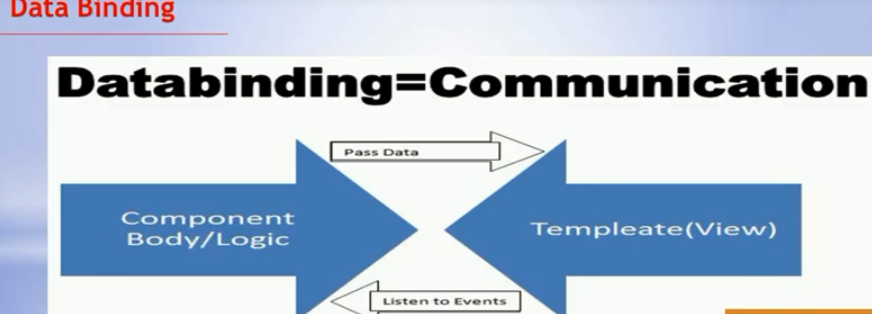 Data Binding
Databinding=Communication
Pass Data
Component
Body/Logic
Templeate(View)
Listen to Events